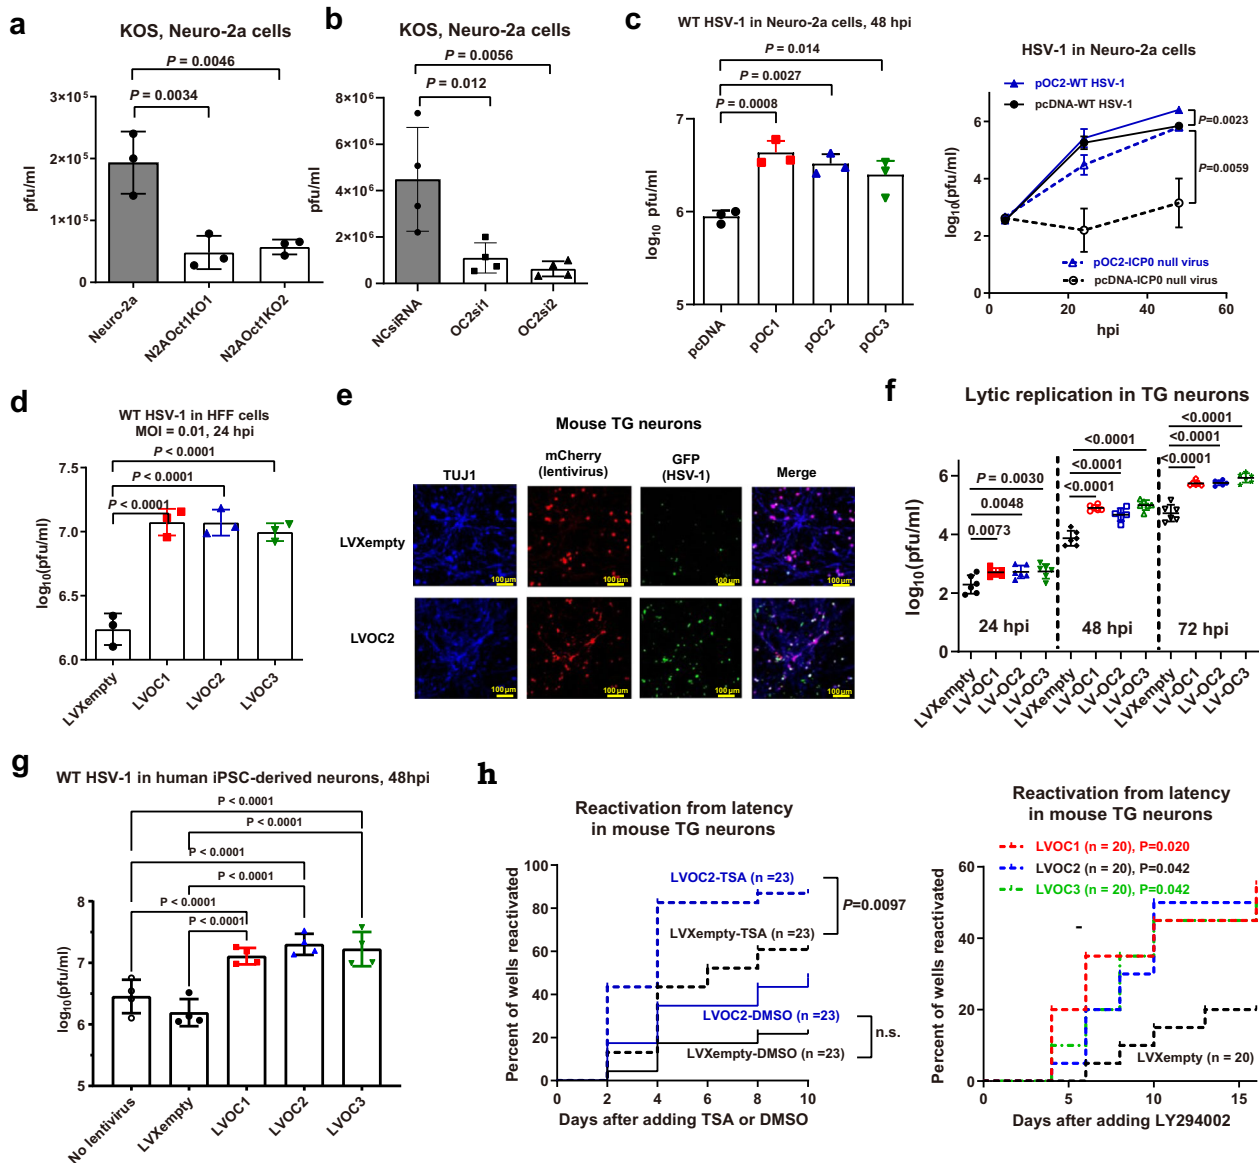 a
KOS, Neuro-2a cells
P = 0.0046
P = 0.0034
3×10⁵
2×10⁵
1×10⁵
0
pfu/ml
Neuro-2a
N2AOct1KO1
N2AOct1KO2
b
KOS, Neuro-2a cells
P = 0.0056
P = 0.012
8×10⁶
6×10⁶
4×10⁶
2×10⁶
0
pfu/ml
NCsiRNA
OC2si1
OC2si2
c
WT HSV-1 in Neuro-2a cells, 48 hpi
P = 0.014
P = 0.0027
P = 0.0008
7
6
5
log₁₀ pfu/ml
pcDNA
pOC1
pOC2
pOC3
HSV-1 in Neuro-2a cells
pOC2-WT HSV-1
pcDNA-WT HSV-1
P=0.0023
P=0.0059
6
4
2
0
log₁₀(pfu/ml)
pOC2-ICP0 null virus
pcDNA-ICP0 null virus
0 20 40 60
hpi
d
WT HSV-1 in HFF cells
MOI = 0.01, 24 hpi
P < 0.0001
P < 0.0001
P < 0.0001
7.5
7.0
6.5
6.0
log₁₀(pfu/ml)
LVXempty
LVOC1
LVOC2
LVOC3
e
Mouse TG neurons
TUJ1
mCherry
(lentivirus)
GFP
(HSV-1)
Merge
LVXempty
100μm
100μm
100μm
100μm
LVOC2
100μm
100μm
100μm
100μm
f
Lytic replication in TG neurons
<0.0001
<0.0001
<0.0001
<0.0001
<0.0001
<0.0001
P = 0.0030
0.0048
0.0073
6
4
2
0
log₁₀(pfu/ml)
24 hpi
48 hpi
72 hpi
LVXempty
LV-OC1
LV-OC2
LV-OC3
LVXempty
LV-OC1
LV-OC2
LV-OC3
LVXempty
LV-OC1
LV-OC2
LV-OC3
g
WT HSV-1 in human iPSC-derived neurons, 48hpi
P < 0.0001
P < 0.0001
P < 0.0001
P < 0.0001
P < 0.0001
P < 0.0001
8
7
6
5
log₁₀(pfu/ml)
No lentivirus
LVXempty
LVOC1
LVOC2
LVOC3
h
Reactivation from latency
in mouse TG neurons
100
80
60
40
20
0
Percent of wells reactivated
LVOC2-TSA (n =23)
P=0.0097
LVXempty-TSA (n =23)
LVOC2-DMSO (n =23)
n.s.
LVXempty-DMSO (n =23)
0 2 4 6 8 10
Days after adding TSA or DMSO
Reactivation from latency
in mouse TG neurons
LVOC1 (n = 20), P=0.020
LVOC2 (n = 20), P=0.042
LVOC3 (n = 20), P=0.042
60
40
20
0
Percent of wells reactivated
LVXempty (n = 20)
0 5 10 15
Days after adding LY294002